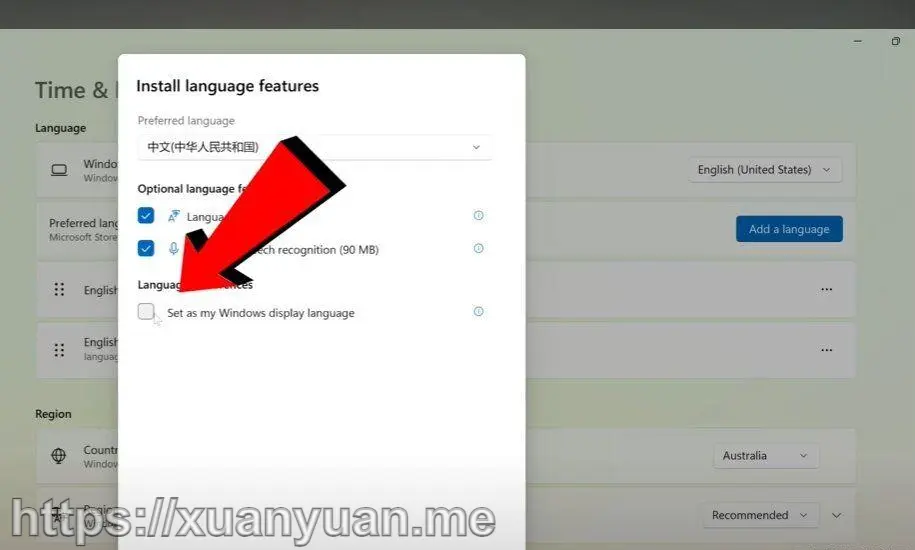 Time &
Install language features
Preferred language
中文(中华人民共和国)
Language
Windo
Window
English (United States)
Optional language fe
Langua
ech recognition (90 MB)
Preferred lang
Microsoft Store
Add a language
Langua
ences
Set as my Windows display language
English
English
languag
Region
Countr
Window
Australia
Regio
Windo
Recommended
https://xuanyuan.me